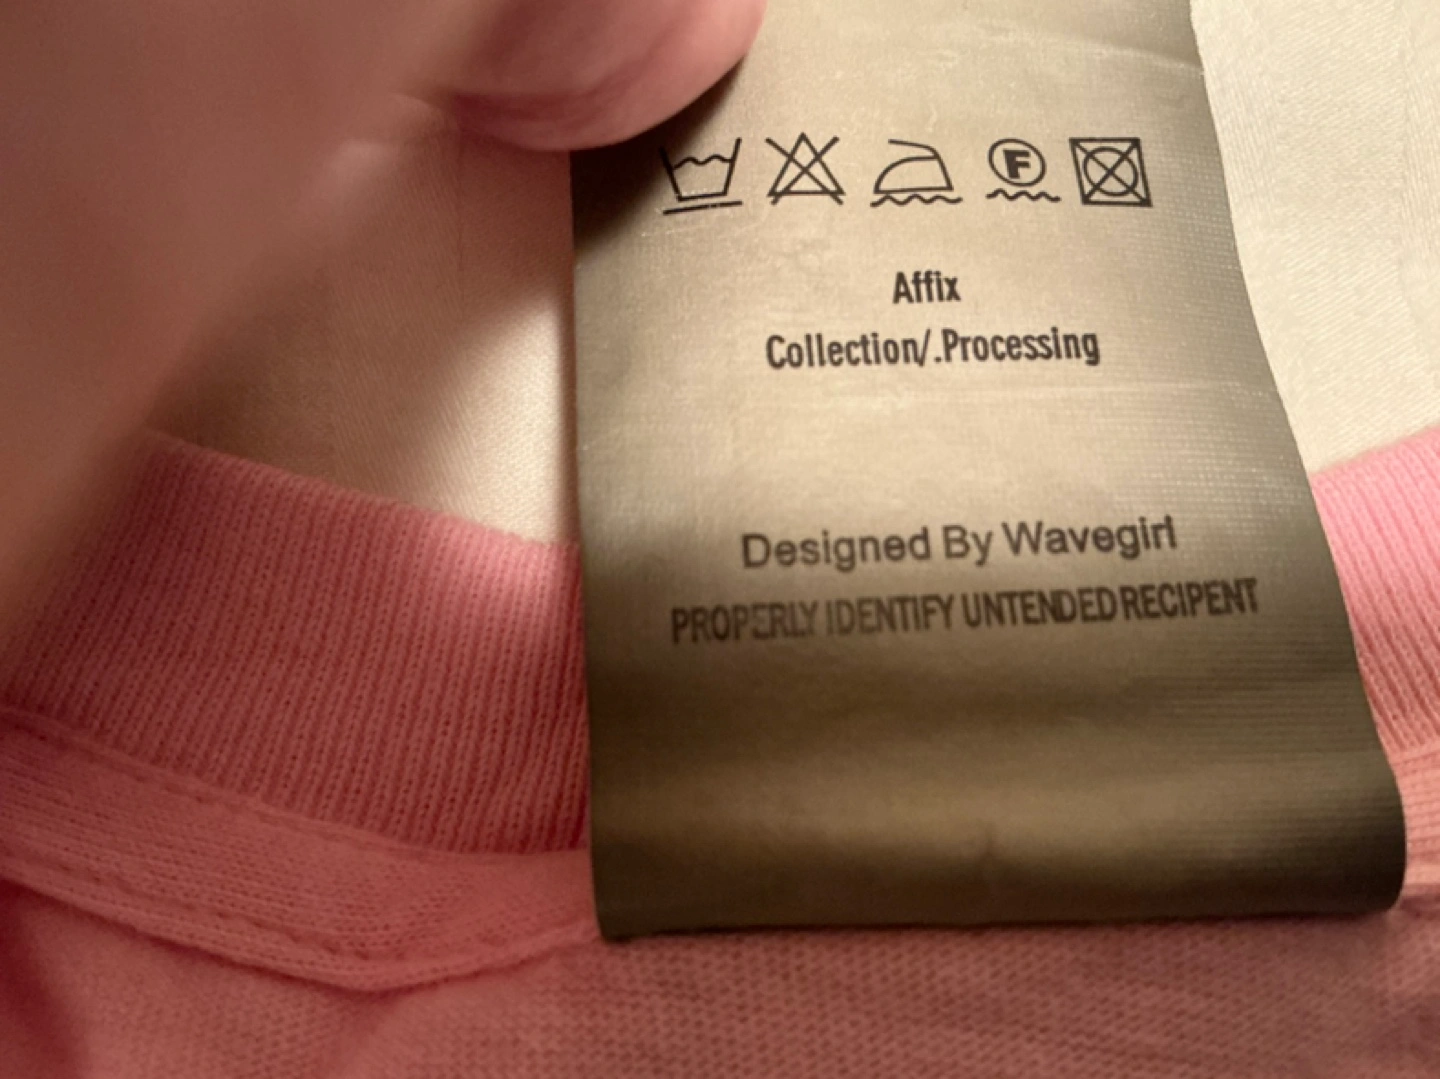 F
Affix
Collection/.Processing
Designed By Wavegirl
PROPERLY IDENTIFY UNTENDED RECIPENT